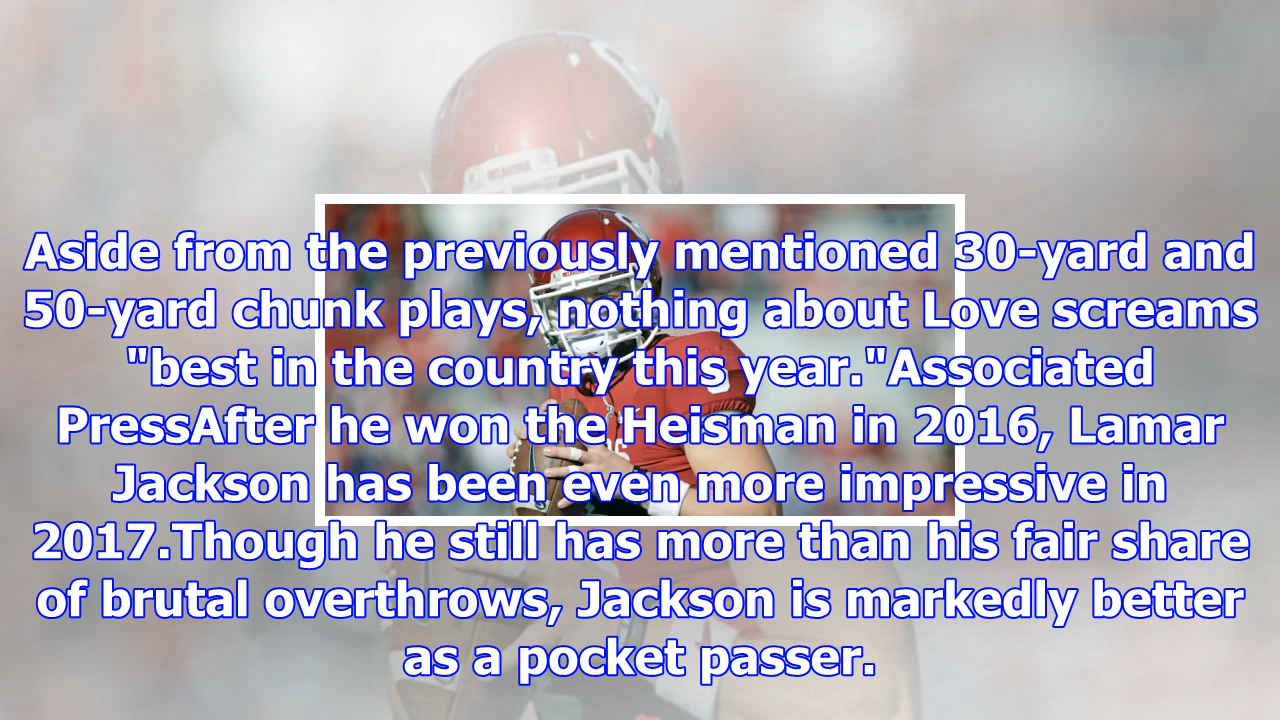 OKLAHOMA
Aside from the previously mentioned 30-yard and
50-yard chunk plays, nothing about Love screams
"best in the country this year."Associated
PressAfter he won the Heisman in 2016, Lamar
Jackson has been even more impressive in
2017.Though he still has more than his fair share
of brutal overthrows, Jackson is markedly better
as a pocket passer.